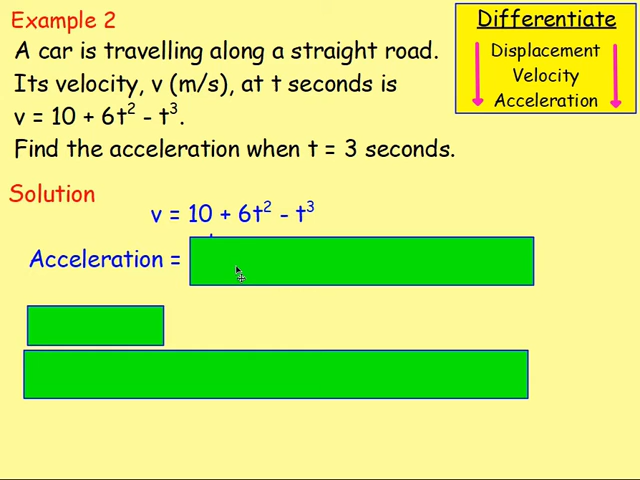 Example 2
A car is travelling along a straight road.
Its velocity, v (m/s), at t seconds is
v = 10 + 6t² - t³.
Find the acceleration when t = 3 seconds.
Differentiate
Displacement
Velocity
Acceleration
Solution
v = 10 + 6t² - t³
Acceleration =